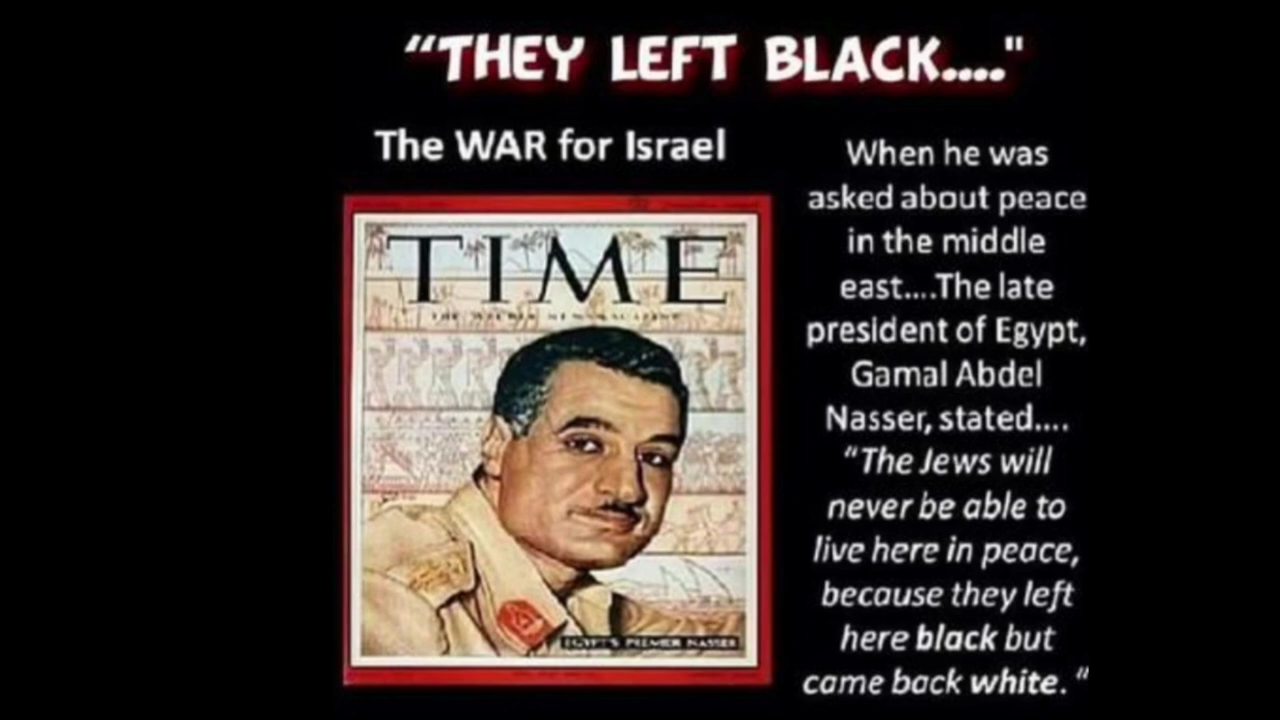 “THEY LEFT BLACK...."
The WAR for Israel
TIME
EGYPT'S PREMIER NASSER
When he was
asked about peace
in the middle
east....The late
president of Egypt,
Gamal Abdel
Nasser, stated....
“The Jews will
never be able to
live here in peace,
because they left
here black but
came back white. “